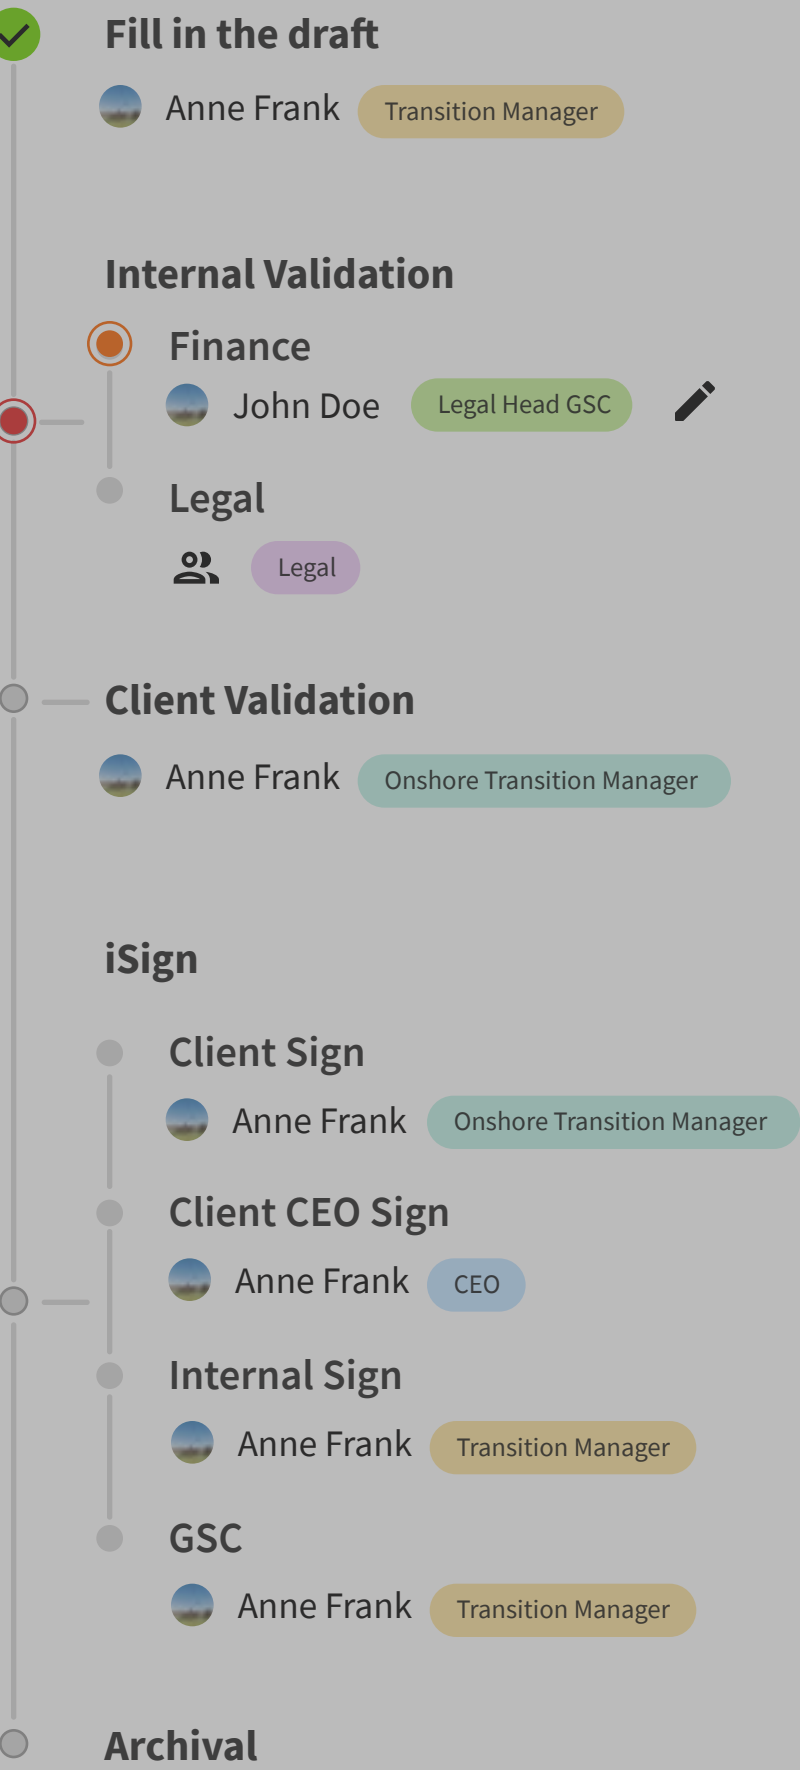 Fill in the draft
Anne Frank Transition Manager
Internal Validation
Finance
John Doe Legal Head GSC
Legal
Legal
Client Validation
Anne Frank Onshore Transition Manager
iSign
Client Sign
Anne Frank Onshore Transition Manager
Client CEO Sign
Anne Frank CEO
Internal Sign
Anne Frank Transition Manager
GSC
Anne Frank Transition Manager
Archival